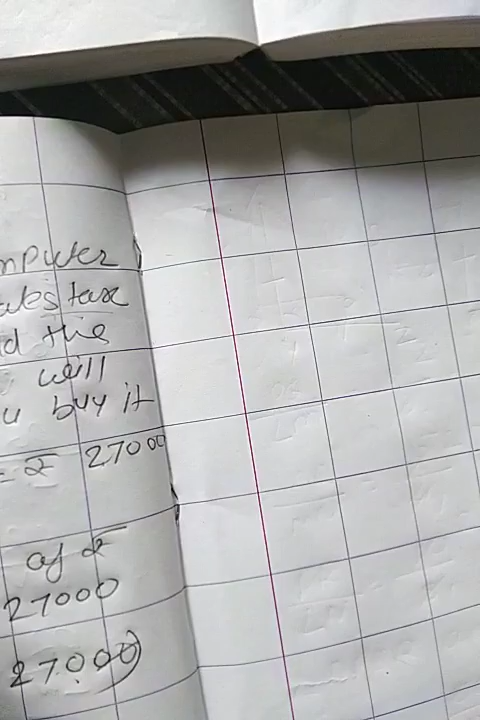 mputer
ales tax
d the
will
u buy it
= ₹ 27000
of ₹
27000
27000)